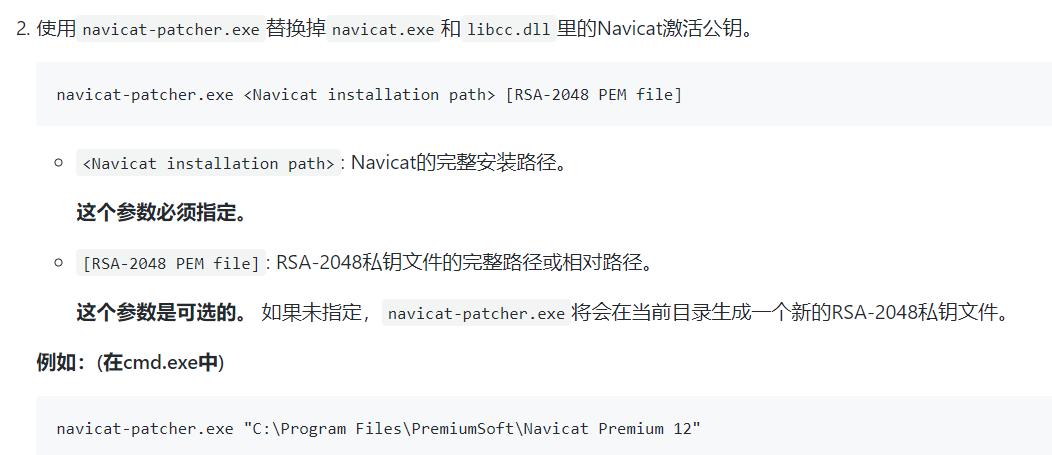 2. 使用 navicat-patcher.exe 替换掉 navicat.exe 和 libcc.dll 里的Navicat激活公钥。
navicat-patcher.exe <Navicat installation path> [RSA-2048 PEM file]
<Navicat installation path>: Navicat的完整安装路径。
这个参数必须指定。
[RSA-2048 PEM file]: RSA-2048私钥文件的完整路径或相对路径。
这个参数是可选的。 如果未指定，navicat-patcher.exe将会在当前目录生成一个新的RSA-2048私钥文件。
例如：(在cmd.exe中)
navicat-patcher.exe "C:\Program Files\PremiumSoft\Navicat Premium 12"